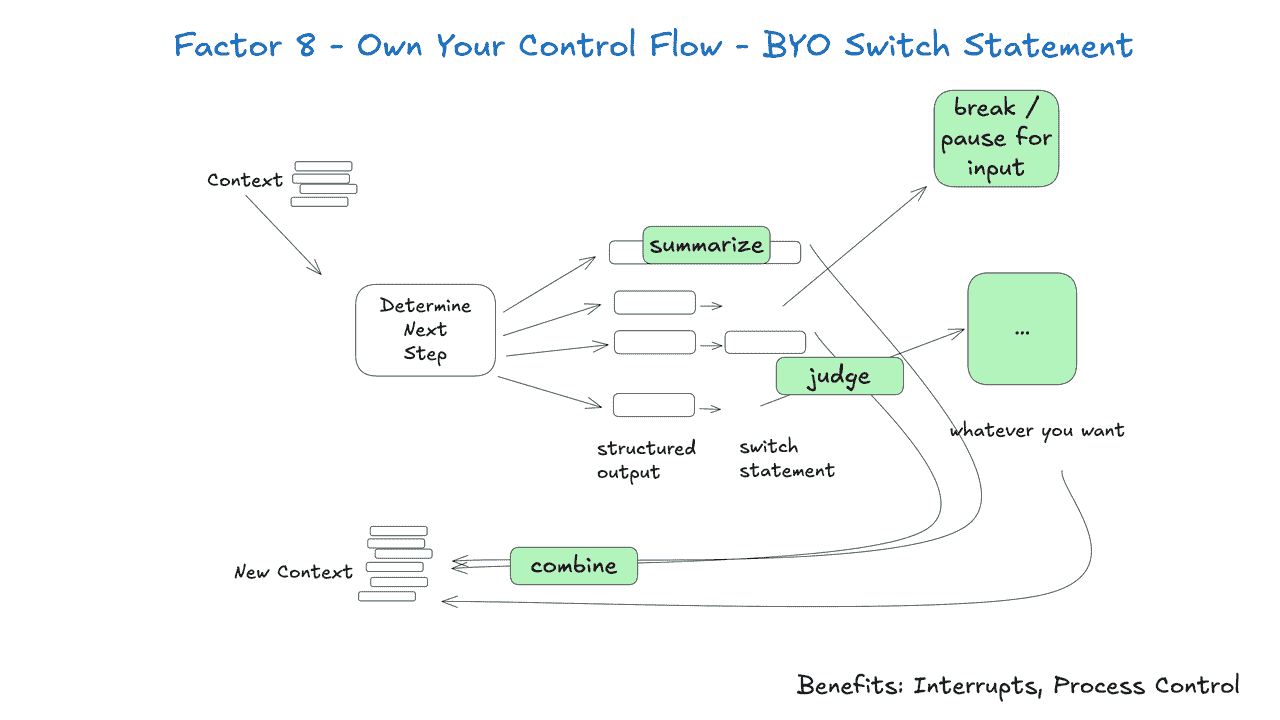 Factor 8 - Own Your Control Flow - BYO Switch Statement
break /
pause for
input
Context
summarize
Determine
Next
Step
...
judge
whatever you want
structured
output
switch
statement
combine
New Context
Benefits: Interrupts, Process Control